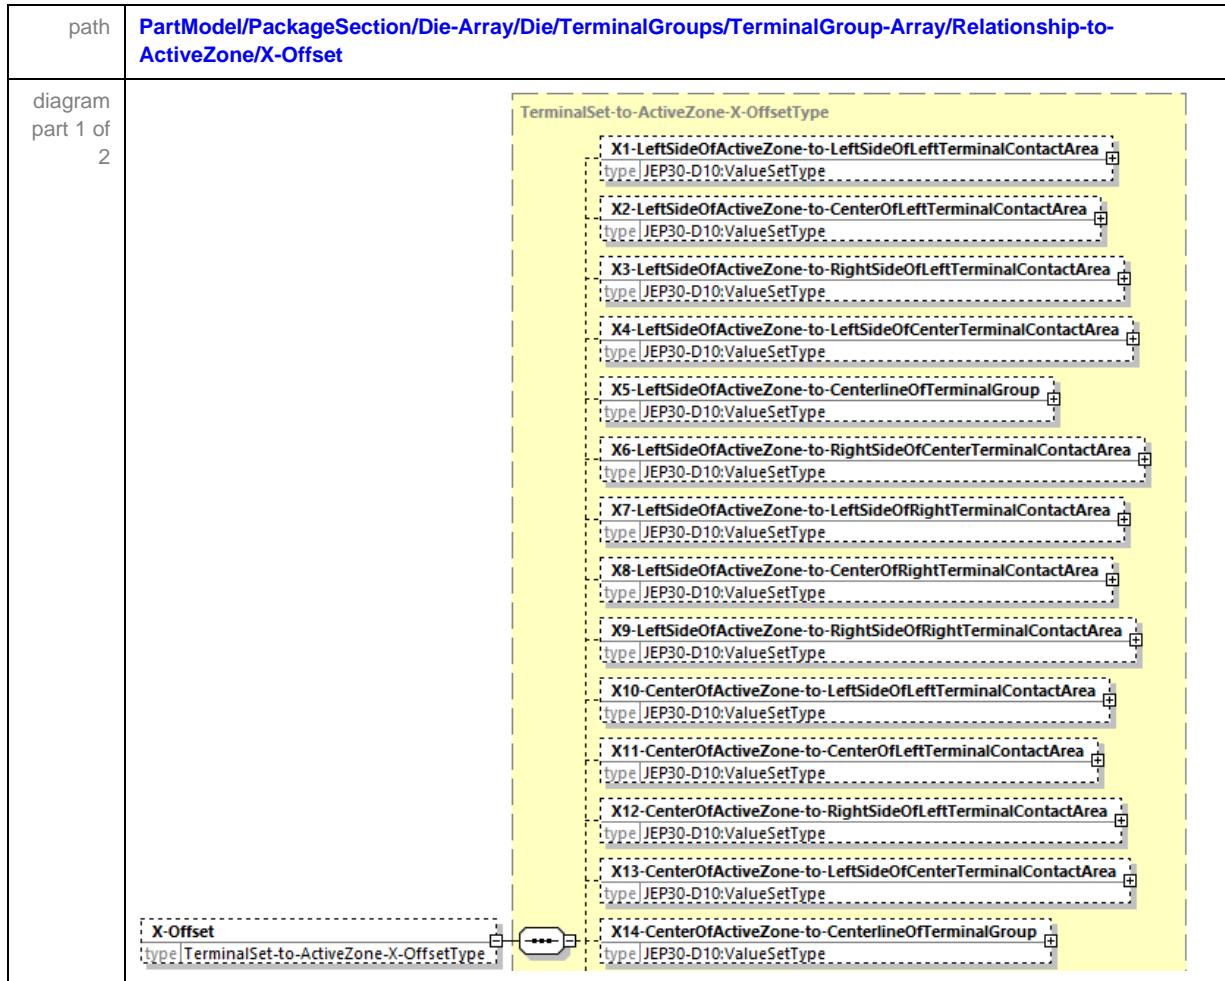 path
PartModel/PackageSection/Die-Array/Die/TerminalGroups/TerminalGroup-Array/Relationship-to-
ActiveZone/X-Offset
diagram
part 1 of
2
TerminalSet-to-ActiveZone-X-OffsetType
X1-LeftSideOfActiveZone-to-LeftSideOfLeftTerminalContactArea
type JEP30-D10:ValueSetType
X2-LeftSideOfActiveZone-to-CenterOfLeftTerminalContactArea
type JEP30-D10:ValueSetType
X3-LeftSideOfActiveZone-to-RightSideOfLeftTerminalContactArea
type JEP30-D10:ValueSetType
X4-LeftSideOfActiveZone-to-LeftSideOfCenterTerminalContactArea
type JEP30-D10:ValueSetType
X5-LeftSideOfActiveZone-to-CenterlineOfTerminalGroup
type JEP30-D10:ValueSetType
X6-LeftSideOfActiveZone-to-RightSideOfCenterTerminalContactArea
type JEP30-D10:ValueSetType
X7-LeftSideOfActiveZone-to-LeftSideOfRightTerminalContactArea
type JEP30-D10:ValueSetType
X8-LeftSideOfActiveZone-to-CenterOfRightTerminalContactArea
type JEP30-D10:ValueSetType
X9-LeftSideOfActiveZone-to-RightSideOfRightTerminalContactArea
type JEP30-D10:ValueSetType
X10-CenterOfActiveZone-to-LeftSideOfLeftTerminalContactArea
type JEP30-D10:ValueSetType
X11-CenterOfActiveZone-to-CenterOfLeftTerminalContactArea
type JEP30-D10:ValueSetType
X12-CenterOfActiveZone-to-RightSideOfLeftTerminalContactArea
type JEP30-D10:ValueSetType
X13-CenterOfActiveZone-to-LeftSideOfCenterTerminalContactArea
type JEP30-D10:ValueSetType
X-Offset
type TerminalSet-to-ActiveZone-X-OffsetType
X14-CenterOfActiveZone-to-CenterlineOfTerminalGroup
type JEP30-D10:ValueSetType